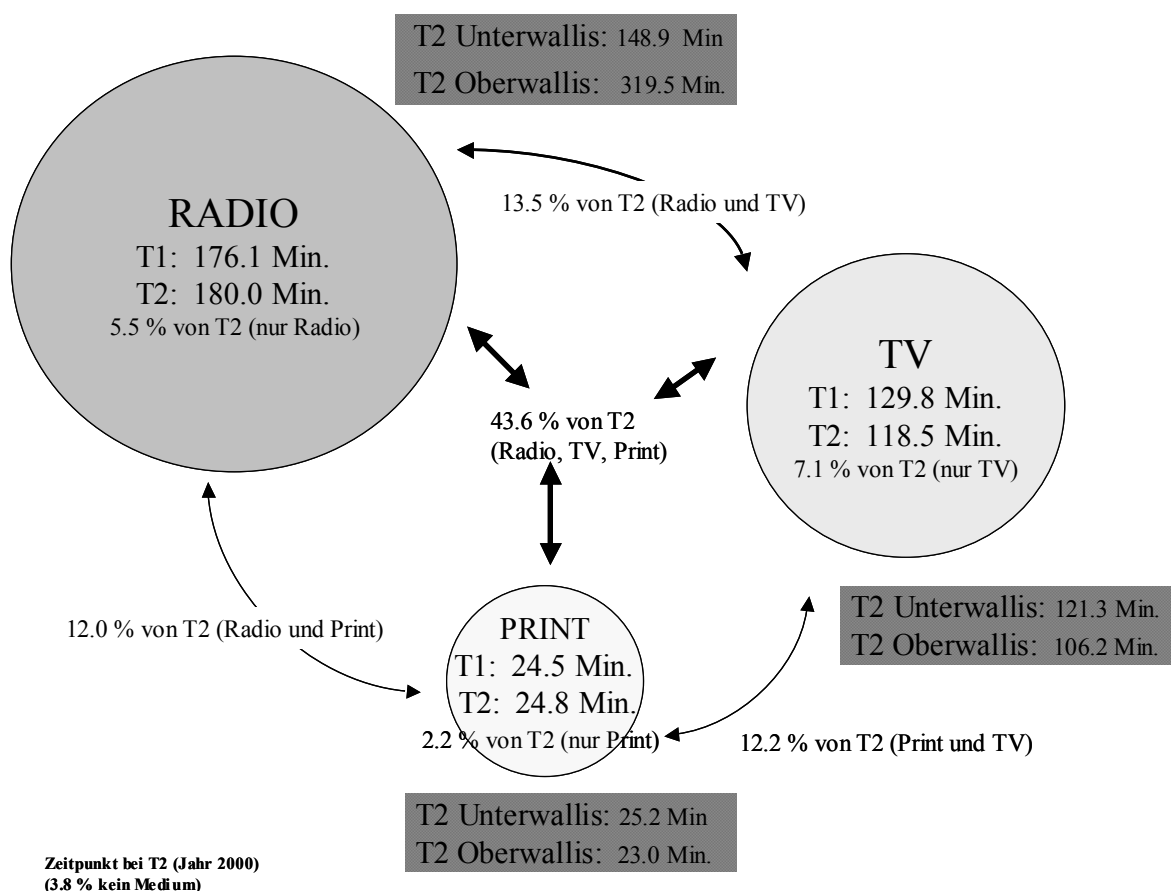 T2 Unterwallis: 148.9 Min
T2 Oberwallis: 319.5 Min.
13.5 % von T2 (Radio und TV)
RADIO
T1: 176.1 Min.
T2: 180.0 Min.
5.5 % von T2 (nur Radio)
TV
T1: 129.8 Min.
T2: 118.5 Min.
7.1 % von T2 (nur TV)
43.6 % von T2
(Radio, TV, Print)
T2 Unterwallis: 121.3 Min.
T2 Oberwallis: 106.2 Min.
12.0 % von T2 (Radio und Print)
PRINT
T1: 24.5 Min.
T2: 24.8 Min.
2.2 % von T2 (nur Print)
12.2 % von T2 (Print und TV)
T2 Unterwallis: 25.2 Min
T2 Oberwallis: 23.0 Min.
Zeitpunkt bei T2 (Jahr 2000)
(3.8 % kein Medium)